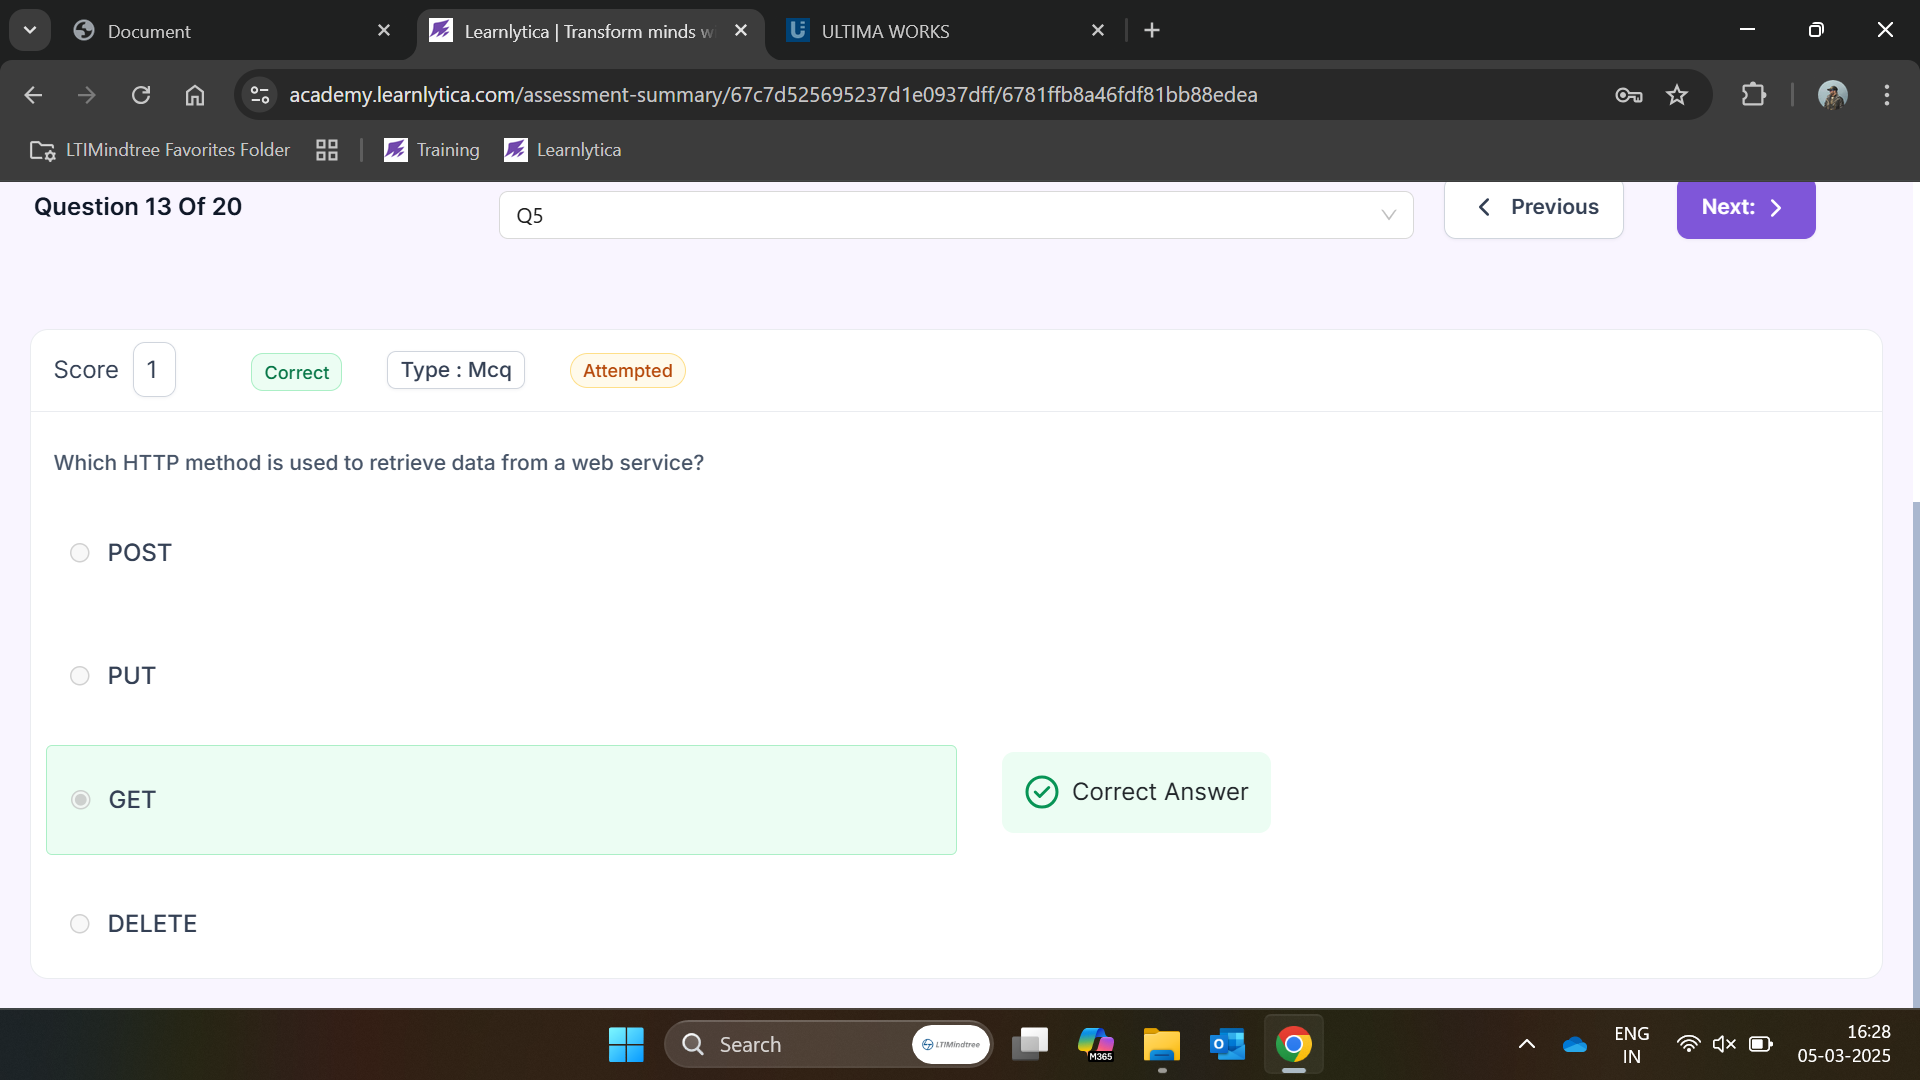 Document
Learnlytica | Transform minds w
ULTIMA WORKS
academy.learnlytica.com/assessment-summary/67c7d525695237d1e0937dff/6781ffb8a46fdf81bb88edea
LTIMindtree Favorites Folder
Training
Learnlytica
Question 13 Of 20
Q5
Previous
Next:
Score 1
Correct
Type : Mcq
Attempted
Which HTTP method is used to retrieve data from a web service?
POST
PUT
GET
Correct Answer
DELETE
Search
LTIMindtree
M365
ENG
IN
16:28
05-03-2025